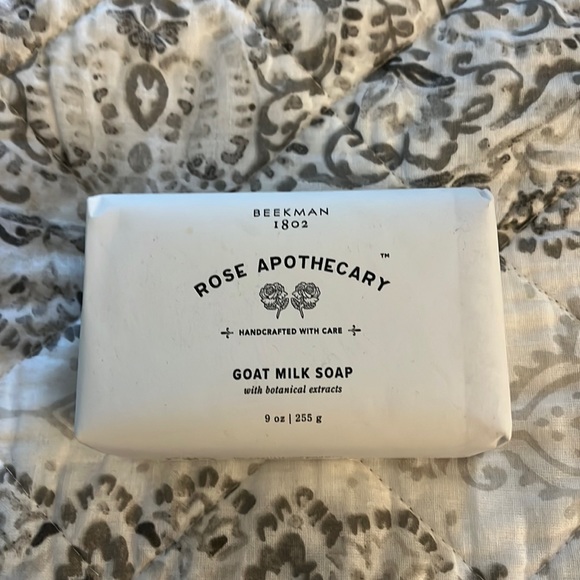 BEEKMAN
1802
ROSE APOTHECARY™
HANDCRAFTED WITH CARE
GOAT MILK SOAP
with botanical extracts
9 oz | 255 g